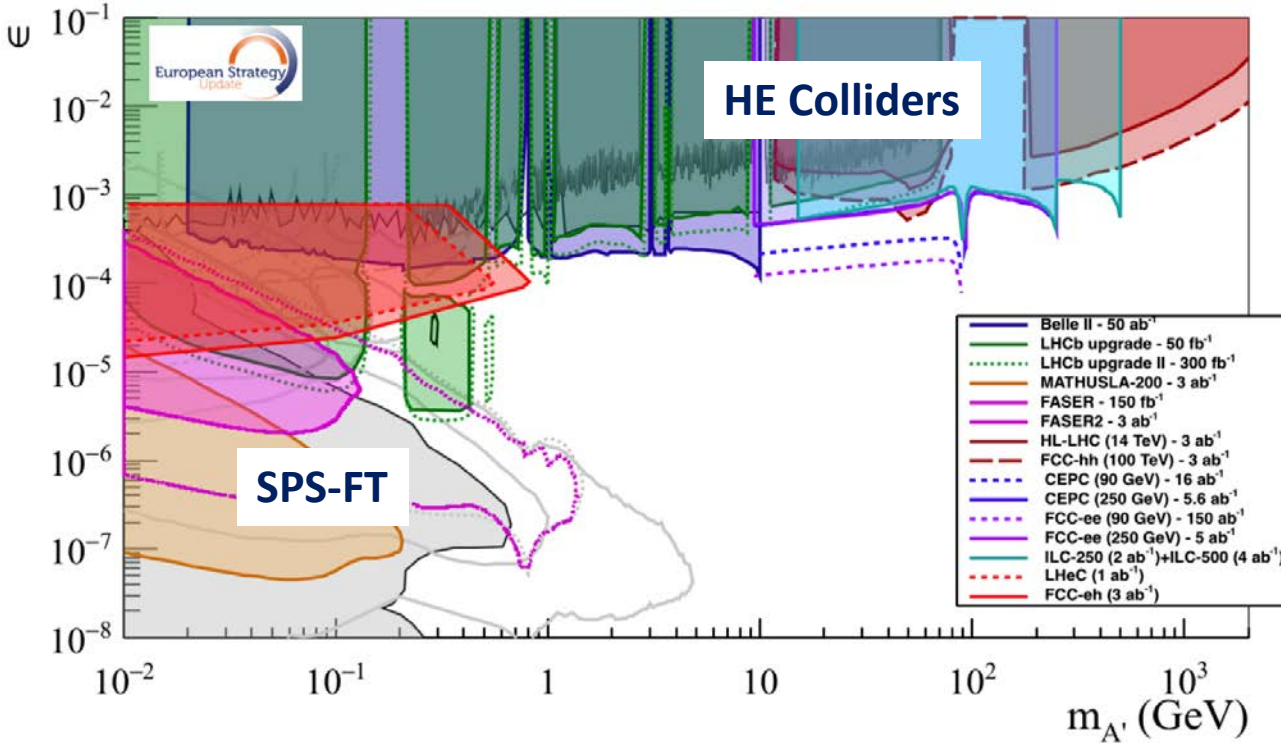 ϵ
10⁻¹
10⁻²
10⁻³
10⁻⁴
10⁻⁵
10⁻⁶
10⁻⁷
10⁻⁸
European Strategy
Update
HE Colliders
SPS-FT
Belle II - 50 ab⁻¹
LHCb upgrade - 50 fb⁻¹
LHCb upgrade II - 300 fb⁻¹
MATHUSLA-200 - 3 ab⁻¹
FASER - 150 fb⁻¹
FASER2 - 3 ab⁻¹
HL-LHC (14 TeV) - 3 ab⁻¹
FCC-hh (100 TeV) - 3 ab⁻¹
CEPC (90 GeV) - 16 ab⁻¹
CEPC (250 GeV) - 5.6 ab⁻¹
FCC-ee (90 GeV) - 150 ab⁻¹
FCC-ee (250 GeV) - 5 ab⁻¹
ILC-250 (2 ab⁻¹)+ILC-500 (4 ab⁻¹)
LHeC (1 ab⁻¹)
FCC-eh (3 ab⁻¹)
10⁻² 10⁻¹ 1 10 10² 10³
m_A' (GeV)